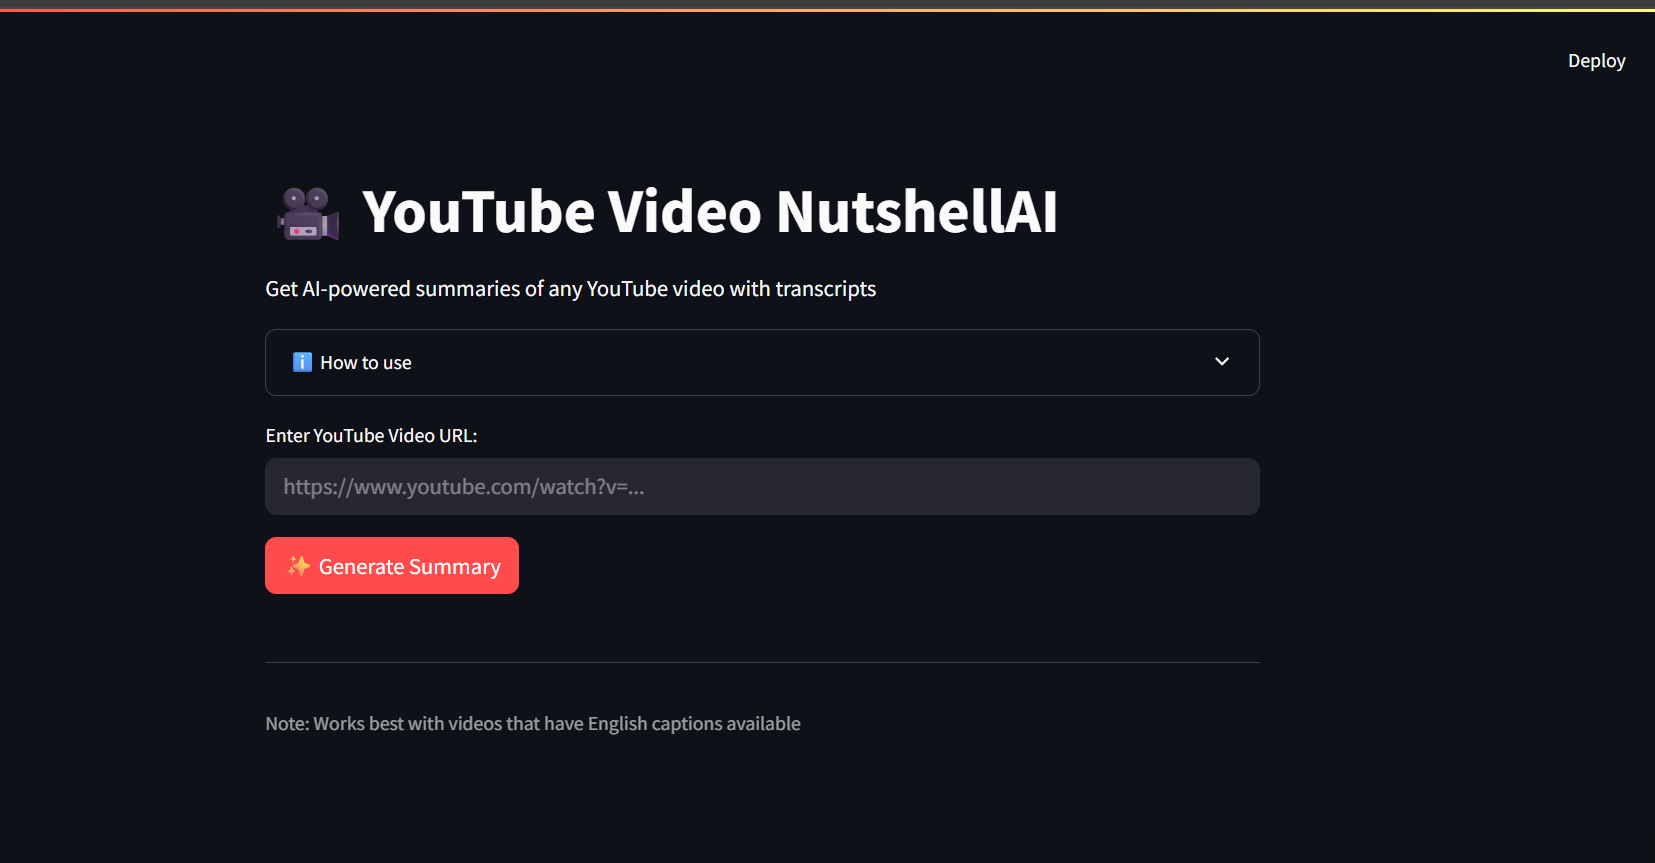 Deploy
YouTube Video NutshellAI
Get AI-powered summaries of any YouTube video with transcripts
ℹ️ How to use
Enter YouTube Video URL:
https://www.youtube.com/watch?v=...
✨ Generate Summary
Note: Works best with videos that have English captions available